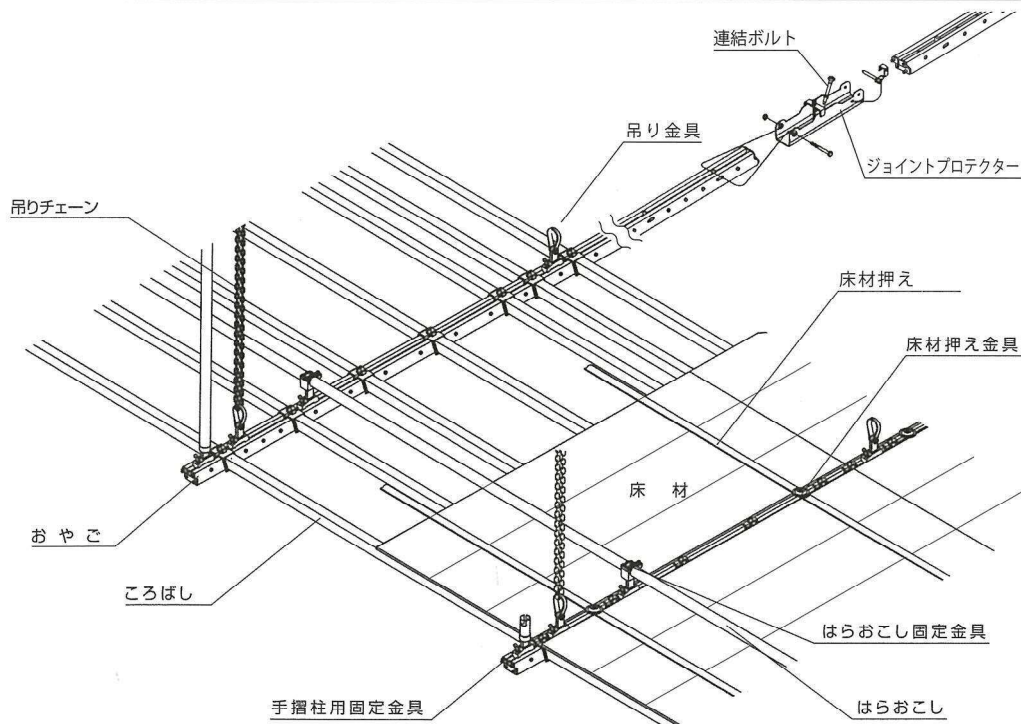 連結ボルト
吊り金具
ジョイントプロテクター
吊りチェーン
床材押え
床材押え金具
床 材
おやご
ころばし
はらおこし固定金具
手摺柱用固定金具
はらおこし